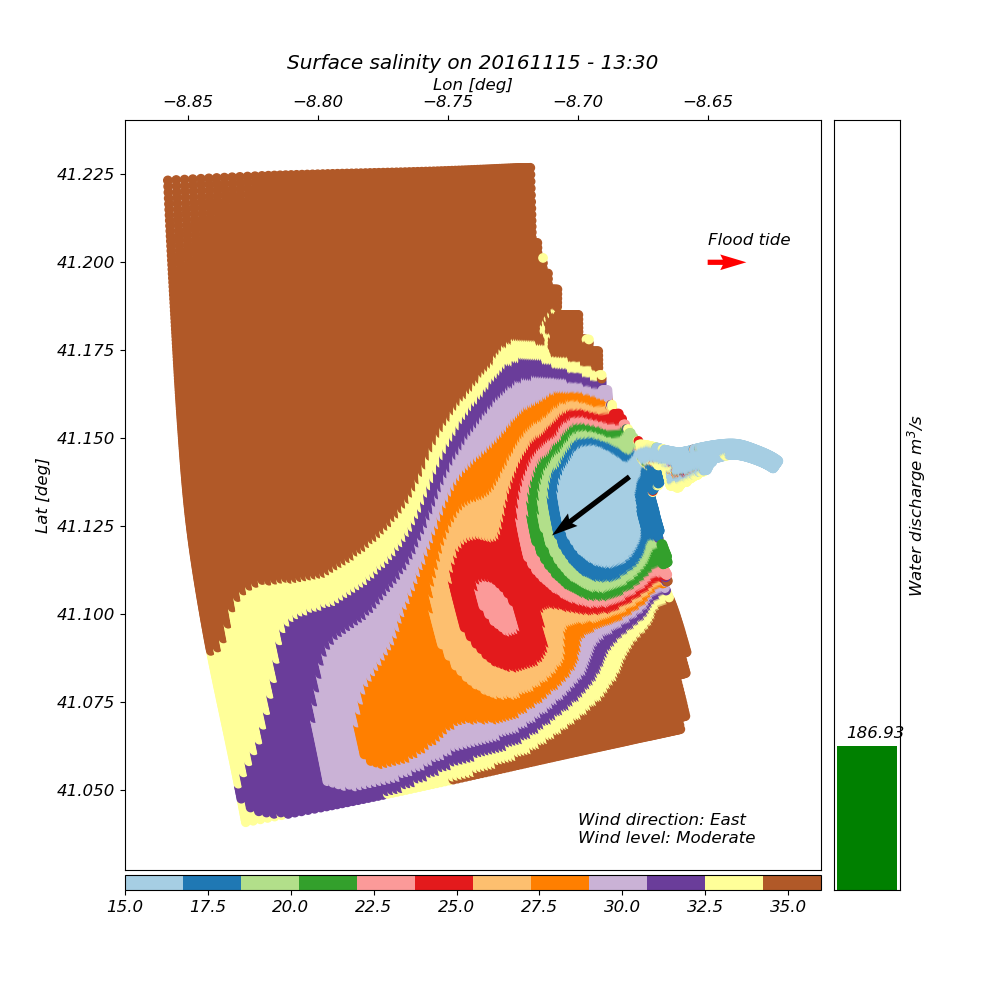 Surface salinity on 20161115 - 13:30
Lon [deg]
−8.85 −8.80 −8.75 −8.70 −8.65
41.225
Flood tide
41.200
41.175
41.150
41.125
41.100
41.075
41.050
Lat [deg]
Water discharge m³/s
186.93
Wind direction: East
Wind level: Moderate
15.0 17.5 20.0 22.5 25.0 27.5 30.0 32.5 35.0